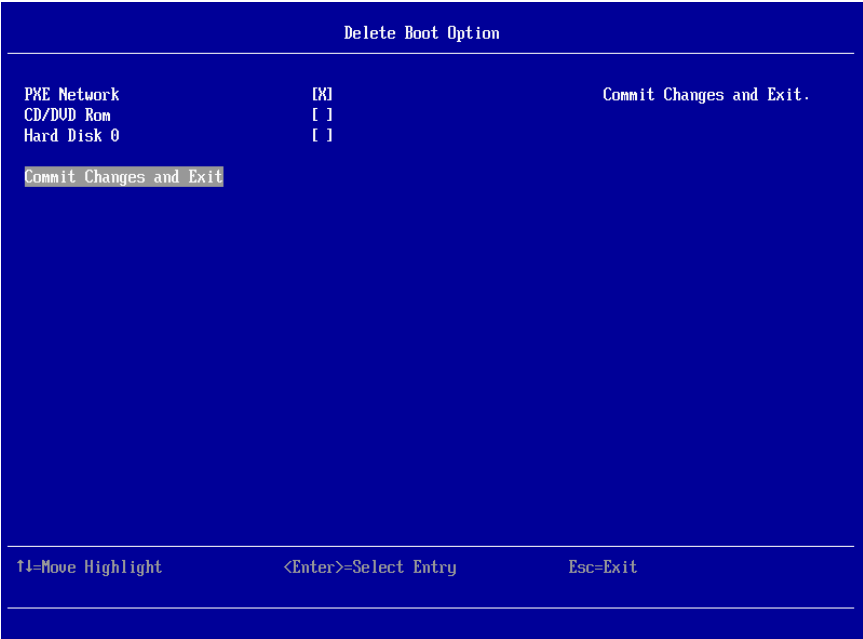 Delete Boot Option
PXE Network [X] Commit Changes and Exit.
CD/DVD Rom [ ]
Hard Disk 0 [ ]
Commit Changes and Exit
↑↓=Move Highlight <Enter>=Select Entry Esc=Exit